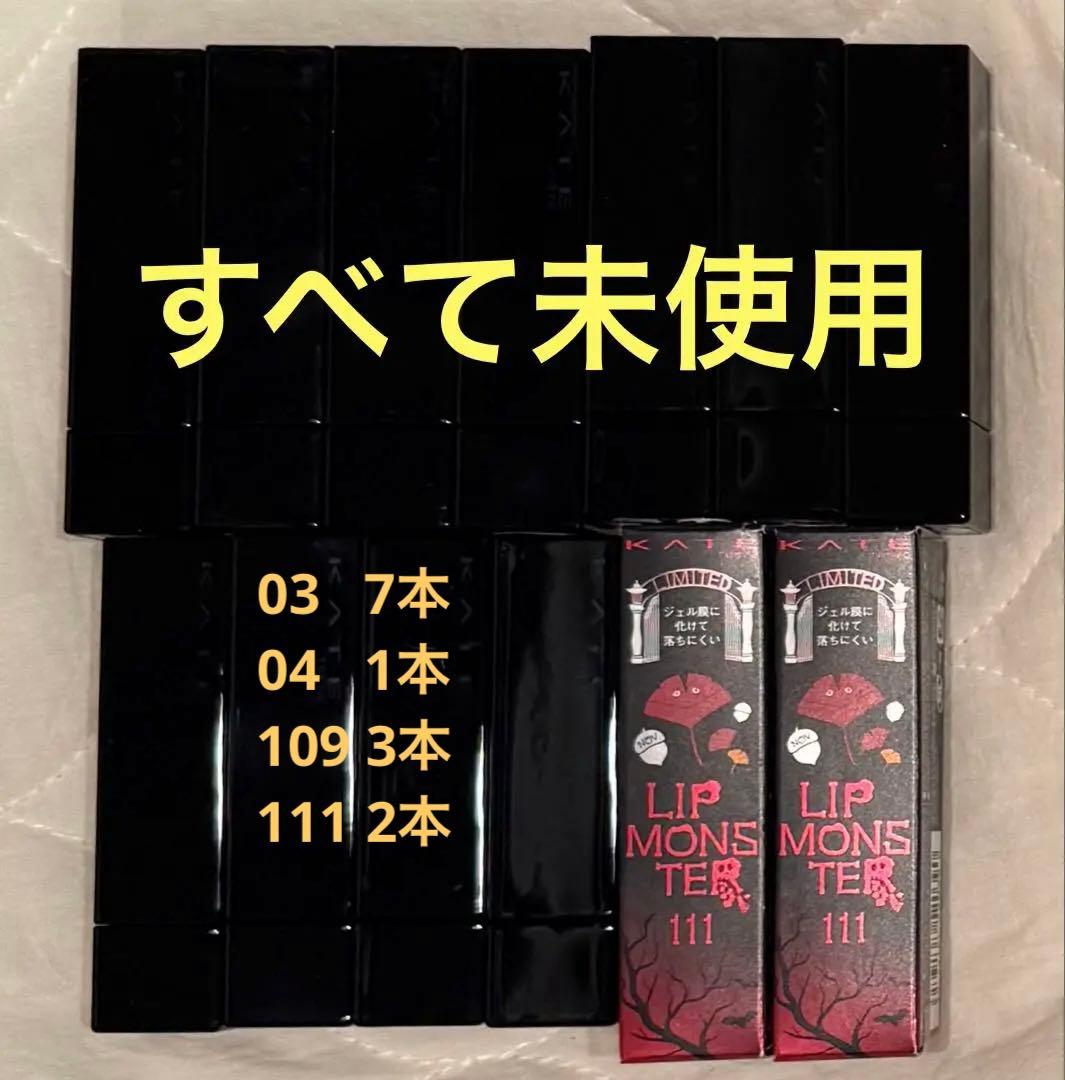 すべて未使用
03 7本
04 1本
109 3本
111 2本
KATE
LIMITED
ジェル膜に
化けて
落ちにくい
NOV
LIP
MONS
TER
111
KATE
LIMITED
ジェル膜に
化けて
落ちにくい
NOV
LIP
MONS
TER
111